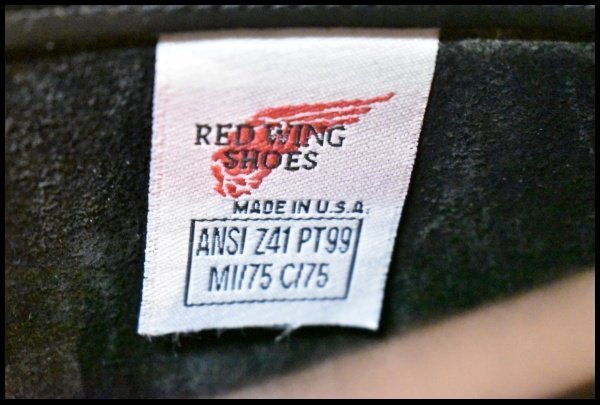 RED WING
SHOES
MADE IN U.S.A.
ANSI Z41 PT99
MI/75 C/75